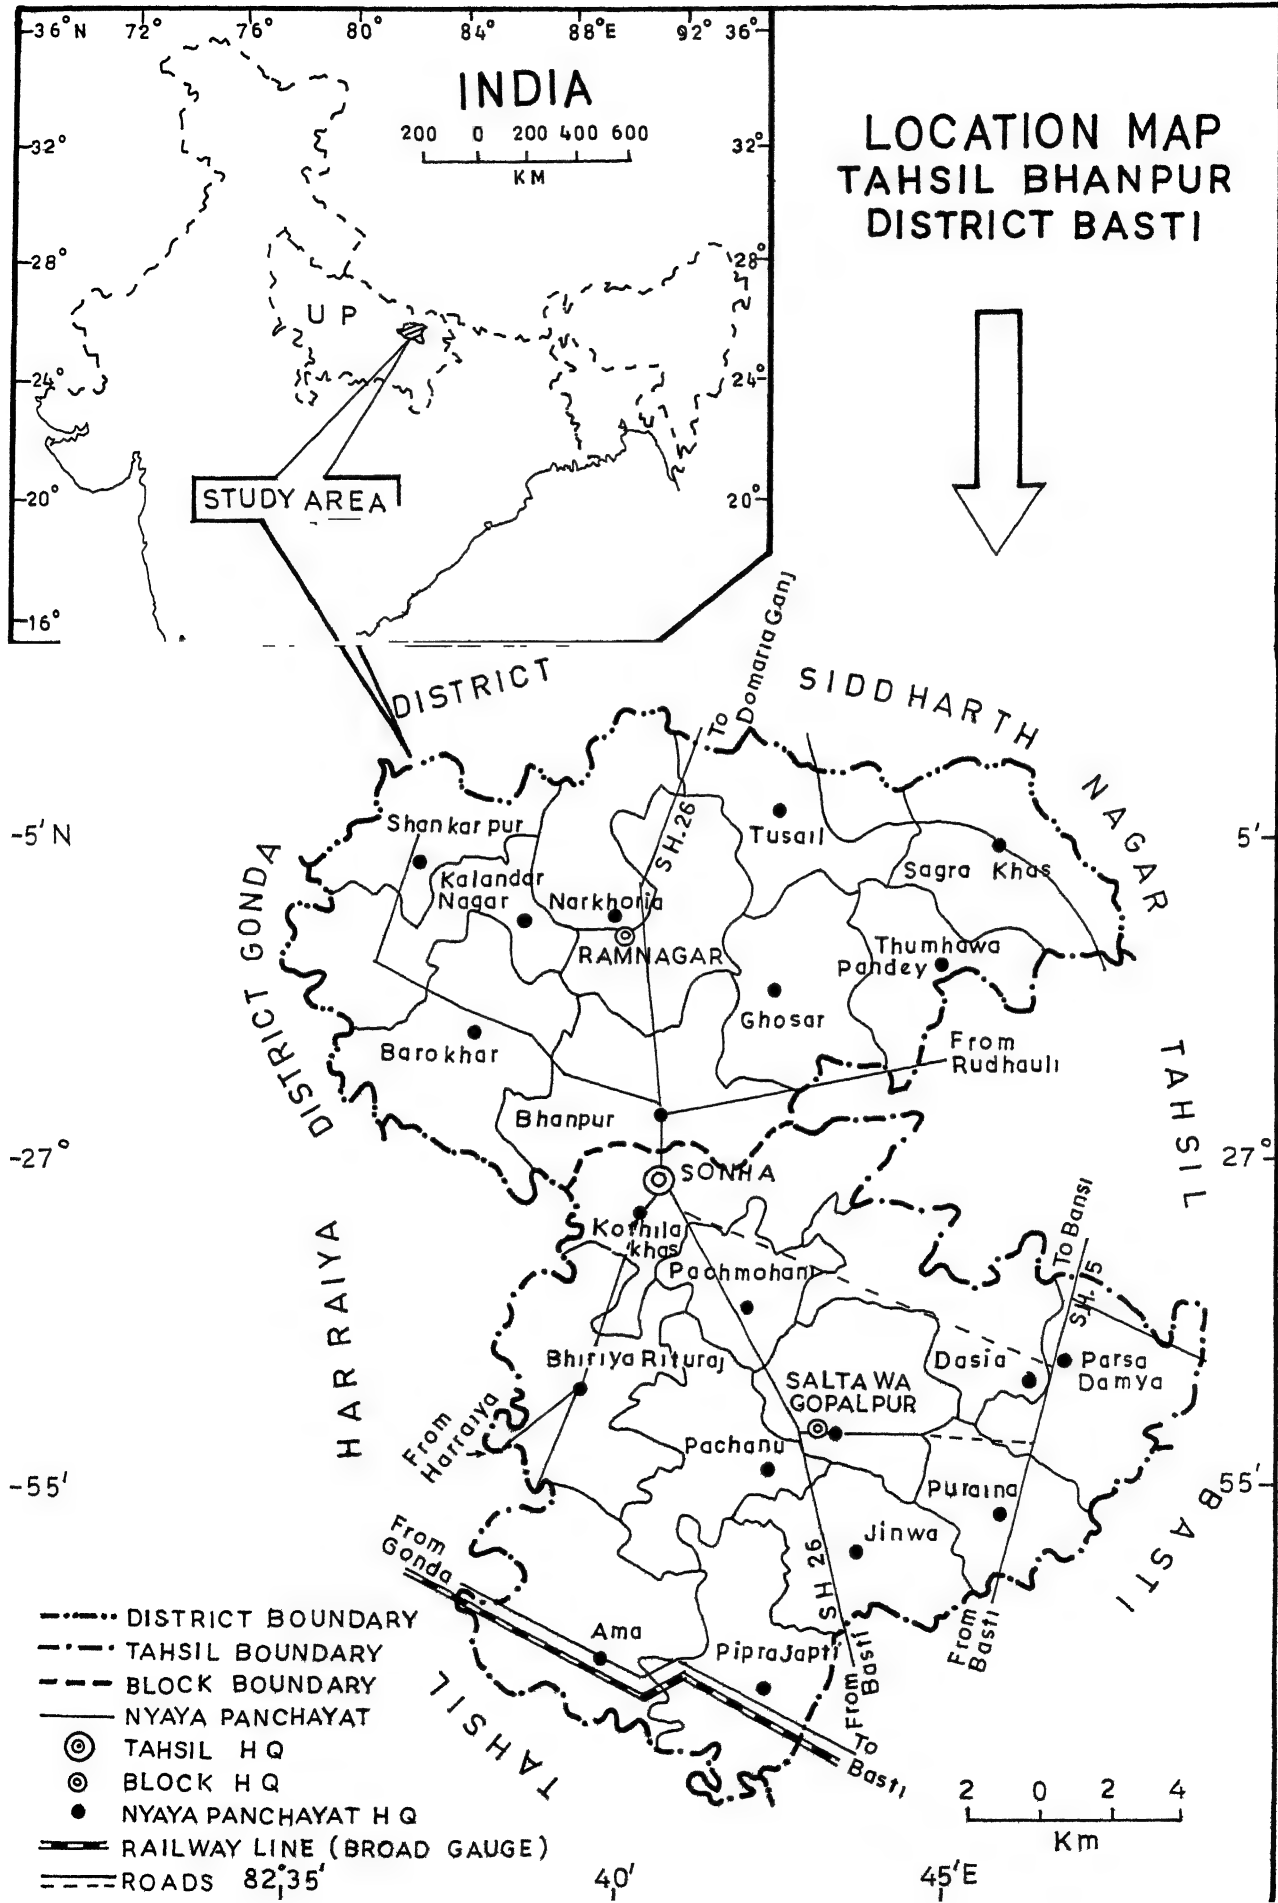 36° N 72° 76° 80° 84° 88°E 92° 36°
INDIA
200 0 200 400 600
KM
32° 32°
28° 28°
24° 24°
20° 20°
16°
UP
STUDY AREA
LOCATION MAP
TAHSIL BHANPUR
DISTRICT BASTI
DISTRICT SIDDHARTH NAGAR
To Domaria Ganj
DISTRICT GONDA
-5' N 5'
Shankarpur
SH.26
Tusail
Sagra Khas
Kalandar
Nagar
Narkhoria
RAMNAGAR
Thumhawa
Pandey
Ghosar
Barokhar
From
Rudhauli
Bhanpur
-27° 27°
SONHA
TAHSIL BASTI
Kothila
khas
Pachmohani
To Bansi
S.H. 15
TAHSIL HARRAIYA
Bhiriya Rituraj
Dasia
Parsa
Damya
SALTAWA
GOPALPUR
From
Harraiya
Pachanu
-55' 55'
Puraina
Jinwa
From
Gonda
SH 26
Ama
Pipra Japti
From
Basti
From
Basti
To
Basti
DISTRICT BOUNDARY
TAHSIL BOUNDARY
BLOCK BOUNDARY
NYAYA PANCHAYAT
TAHSIL HQ
BLOCK HQ
NYAYA PANCHAYAT HQ
RAILWAY LINE (BROAD GAUGE)
ROADS
2 0 2 4
Km
82°35' 40' 45'E